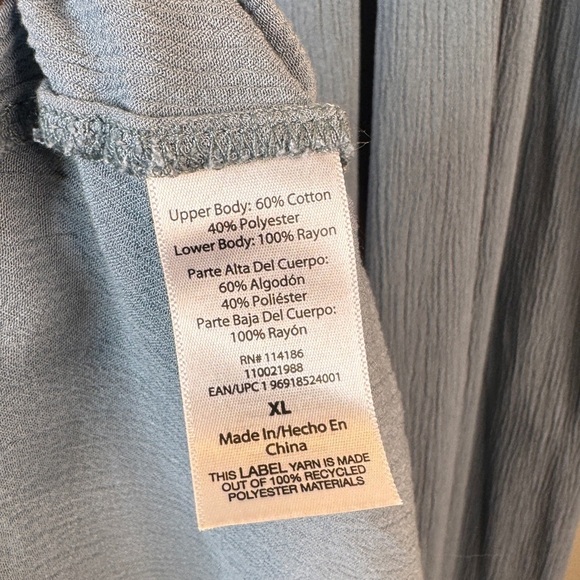 Upper Body: 60% Cotton
40% Polyester
Lower Body: 100% Rayon
Parte Alta Del Cuerpo:
60% Algodón
40% Poliéster
Parte Baja Del Cuerpo:
100% Rayón
RN# 114186
110021988
EAN/UPC 1 96918524001
XL
Made In/Hecho En
China
THIS LABEL YARN IS MADE
OUT OF 100% RECYCLED
POLYESTER MATERIALS